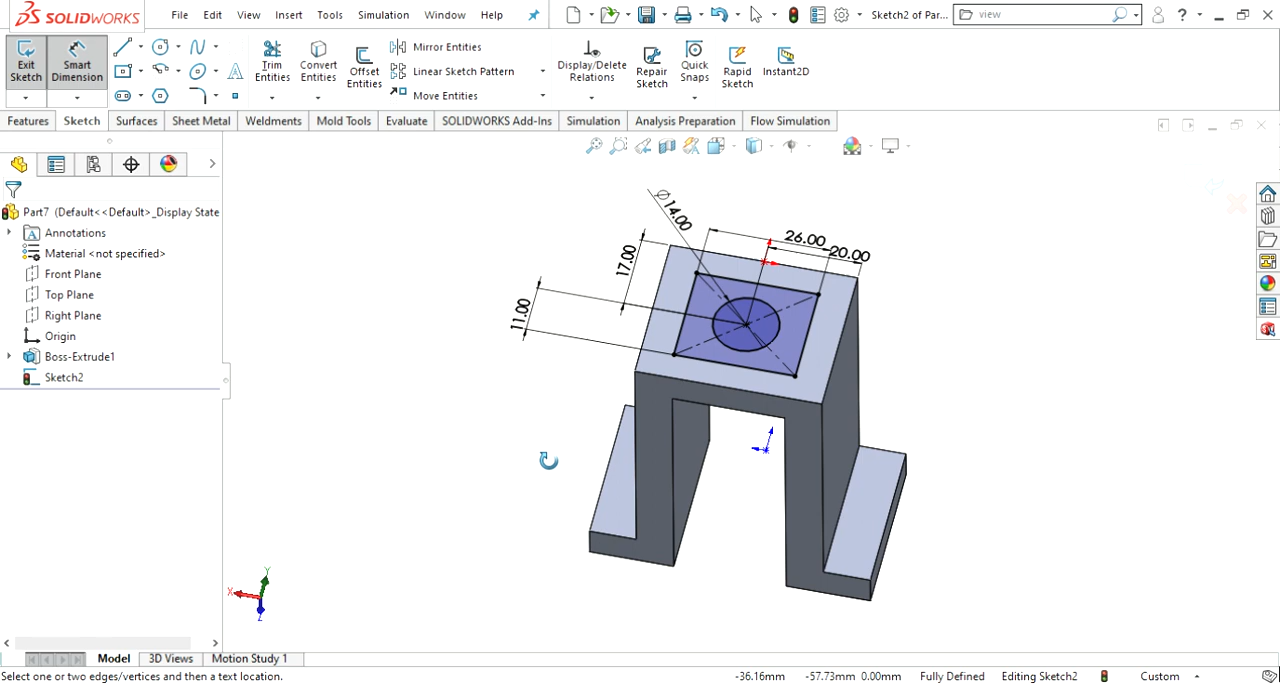 SOLIDWORKS
File Edit View Insert Tools Simulation Window Help
Sketch2 of Par...
view
?
Exit Sketch
Smart Dimension
Trim Entities
Convert Entities
Offset Entities
Mirror Entities
Linear Sketch Pattern
Move Entities
Display/Delete Relations
Repair Sketch
Quick Snaps
Rapid Sketch
Instant2D
Features Sketch Surfaces Sheet Metal Weldments Mold Tools Evaluate SOLIDWORKS Add-Ins Simulation Analysis Preparation Flow Simulation
Part7 (Default<<Default>_Display State
Annotations
Material <not specified>
Front Plane
Top Plane
Right Plane
Origin
Boss-Extrude1
Sketch2
⌀14.00
26.00
20.00
17.00
11.00
Y
X
Z
Model 3D Views Motion Study 1
Select one or two edges/vertices and then a text location.
-36.16mm -57.73mm 0.00mm Fully Defined Editing Sketch2 Custom